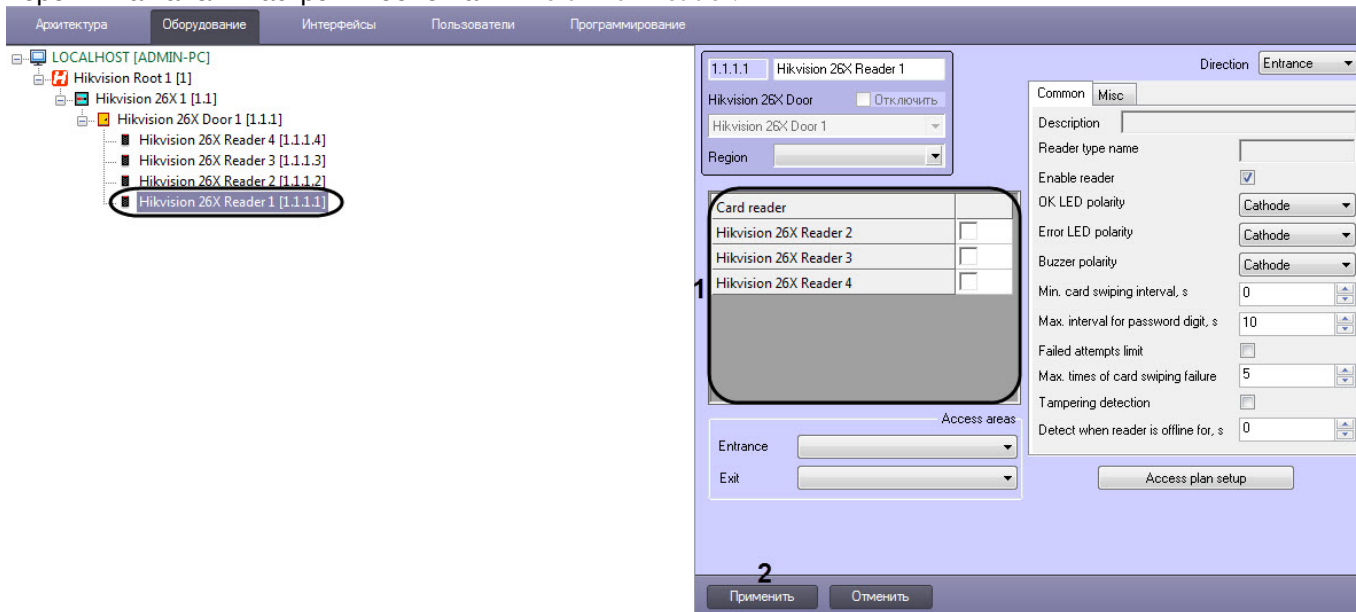 Архитектура Оборудование Интерфейсы Пользователи Программирование
LOCALHOST [ADMIN-PC]
Hikvision Root 1 [1]
Hikvision 26X 1 [1.1]
Hikvision 26X Door 1 [1.1.1]
Hikvision 26X Reader 4 [1.1.1.4]
Hikvision 26X Reader 3 [1.1.1.3]
Hikvision 26X Reader 2 [1.1.1.2]
Hikvision 26X Reader 1 [1.1.1.1]
1.1.1.1 Hikvision 26X Reader 1
Hikvision 26X Door Отключить
Hikvision 26X Door 1
Region
Card reader
Hikvision 26X Reader 2
Hikvision 26X Reader 3
Hikvision 26X Reader 4
1
Access areas
Entrance
Exit
Direction Entrance
Common Misc
Description
Reader type name
Enable reader
OK LED polarity Cathode
Error LED polarity Cathode
Buzzer polarity Cathode
Min. card swiping interval, s 0
Max. interval for password digit, s 10
Failed attempts limit
Max. times of card swiping failure 5
Tampering detection
Detect when reader is offline for, s 0
Access plan setup
2
Применить Отменить